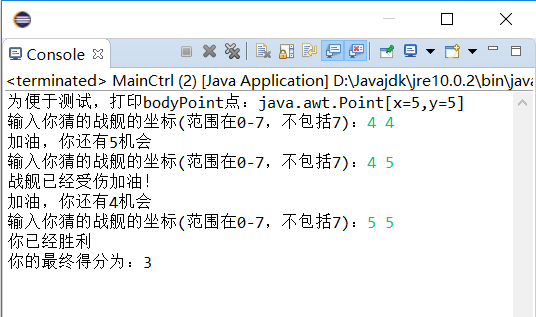 Console
<terminated> MainCtrl (2) [Java Application] D:\Javajdk\jre10.0.2\bin\java
为便于测试，打印bodyPoint点：java.awt.Point[x=5,y=5]
输入你猜的战舰的坐标(范围在0-7，不包括7)：4 4
加油，你还有5机会
输入你猜的战舰的坐标(范围在0-7，不包括7)：4 5
战舰已经受伤加油！
加油，你还有4机会
输入你猜的战舰的坐标(范围在0-7，不包括7)：5 5
你已经胜利
你的最终得分为：3